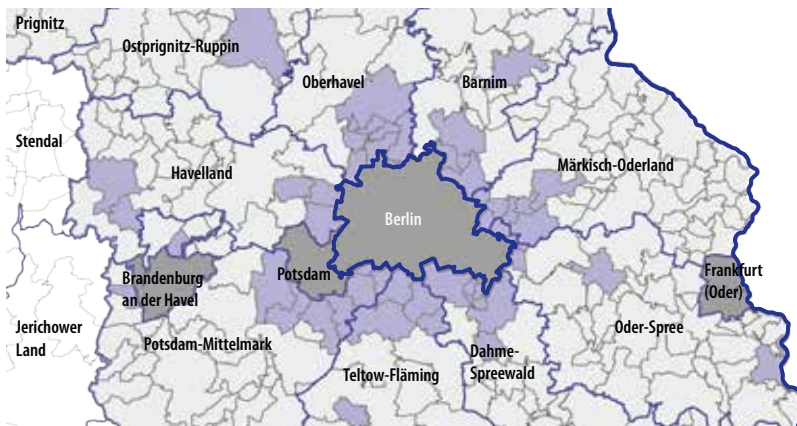 Prignitz
Ostprignitz-Ruppin
Oberhavel
Barnim
Stendal
Havelland
Märkisch-Oderland
Berlin
Brandenburg
an der Havel
Potsdam
Frankfurt
(Oder)
Jerichower
Land
Potsdam-Mittelmark
Oder-Spree
Teltow-Fläming
Dahme-
Spreewald